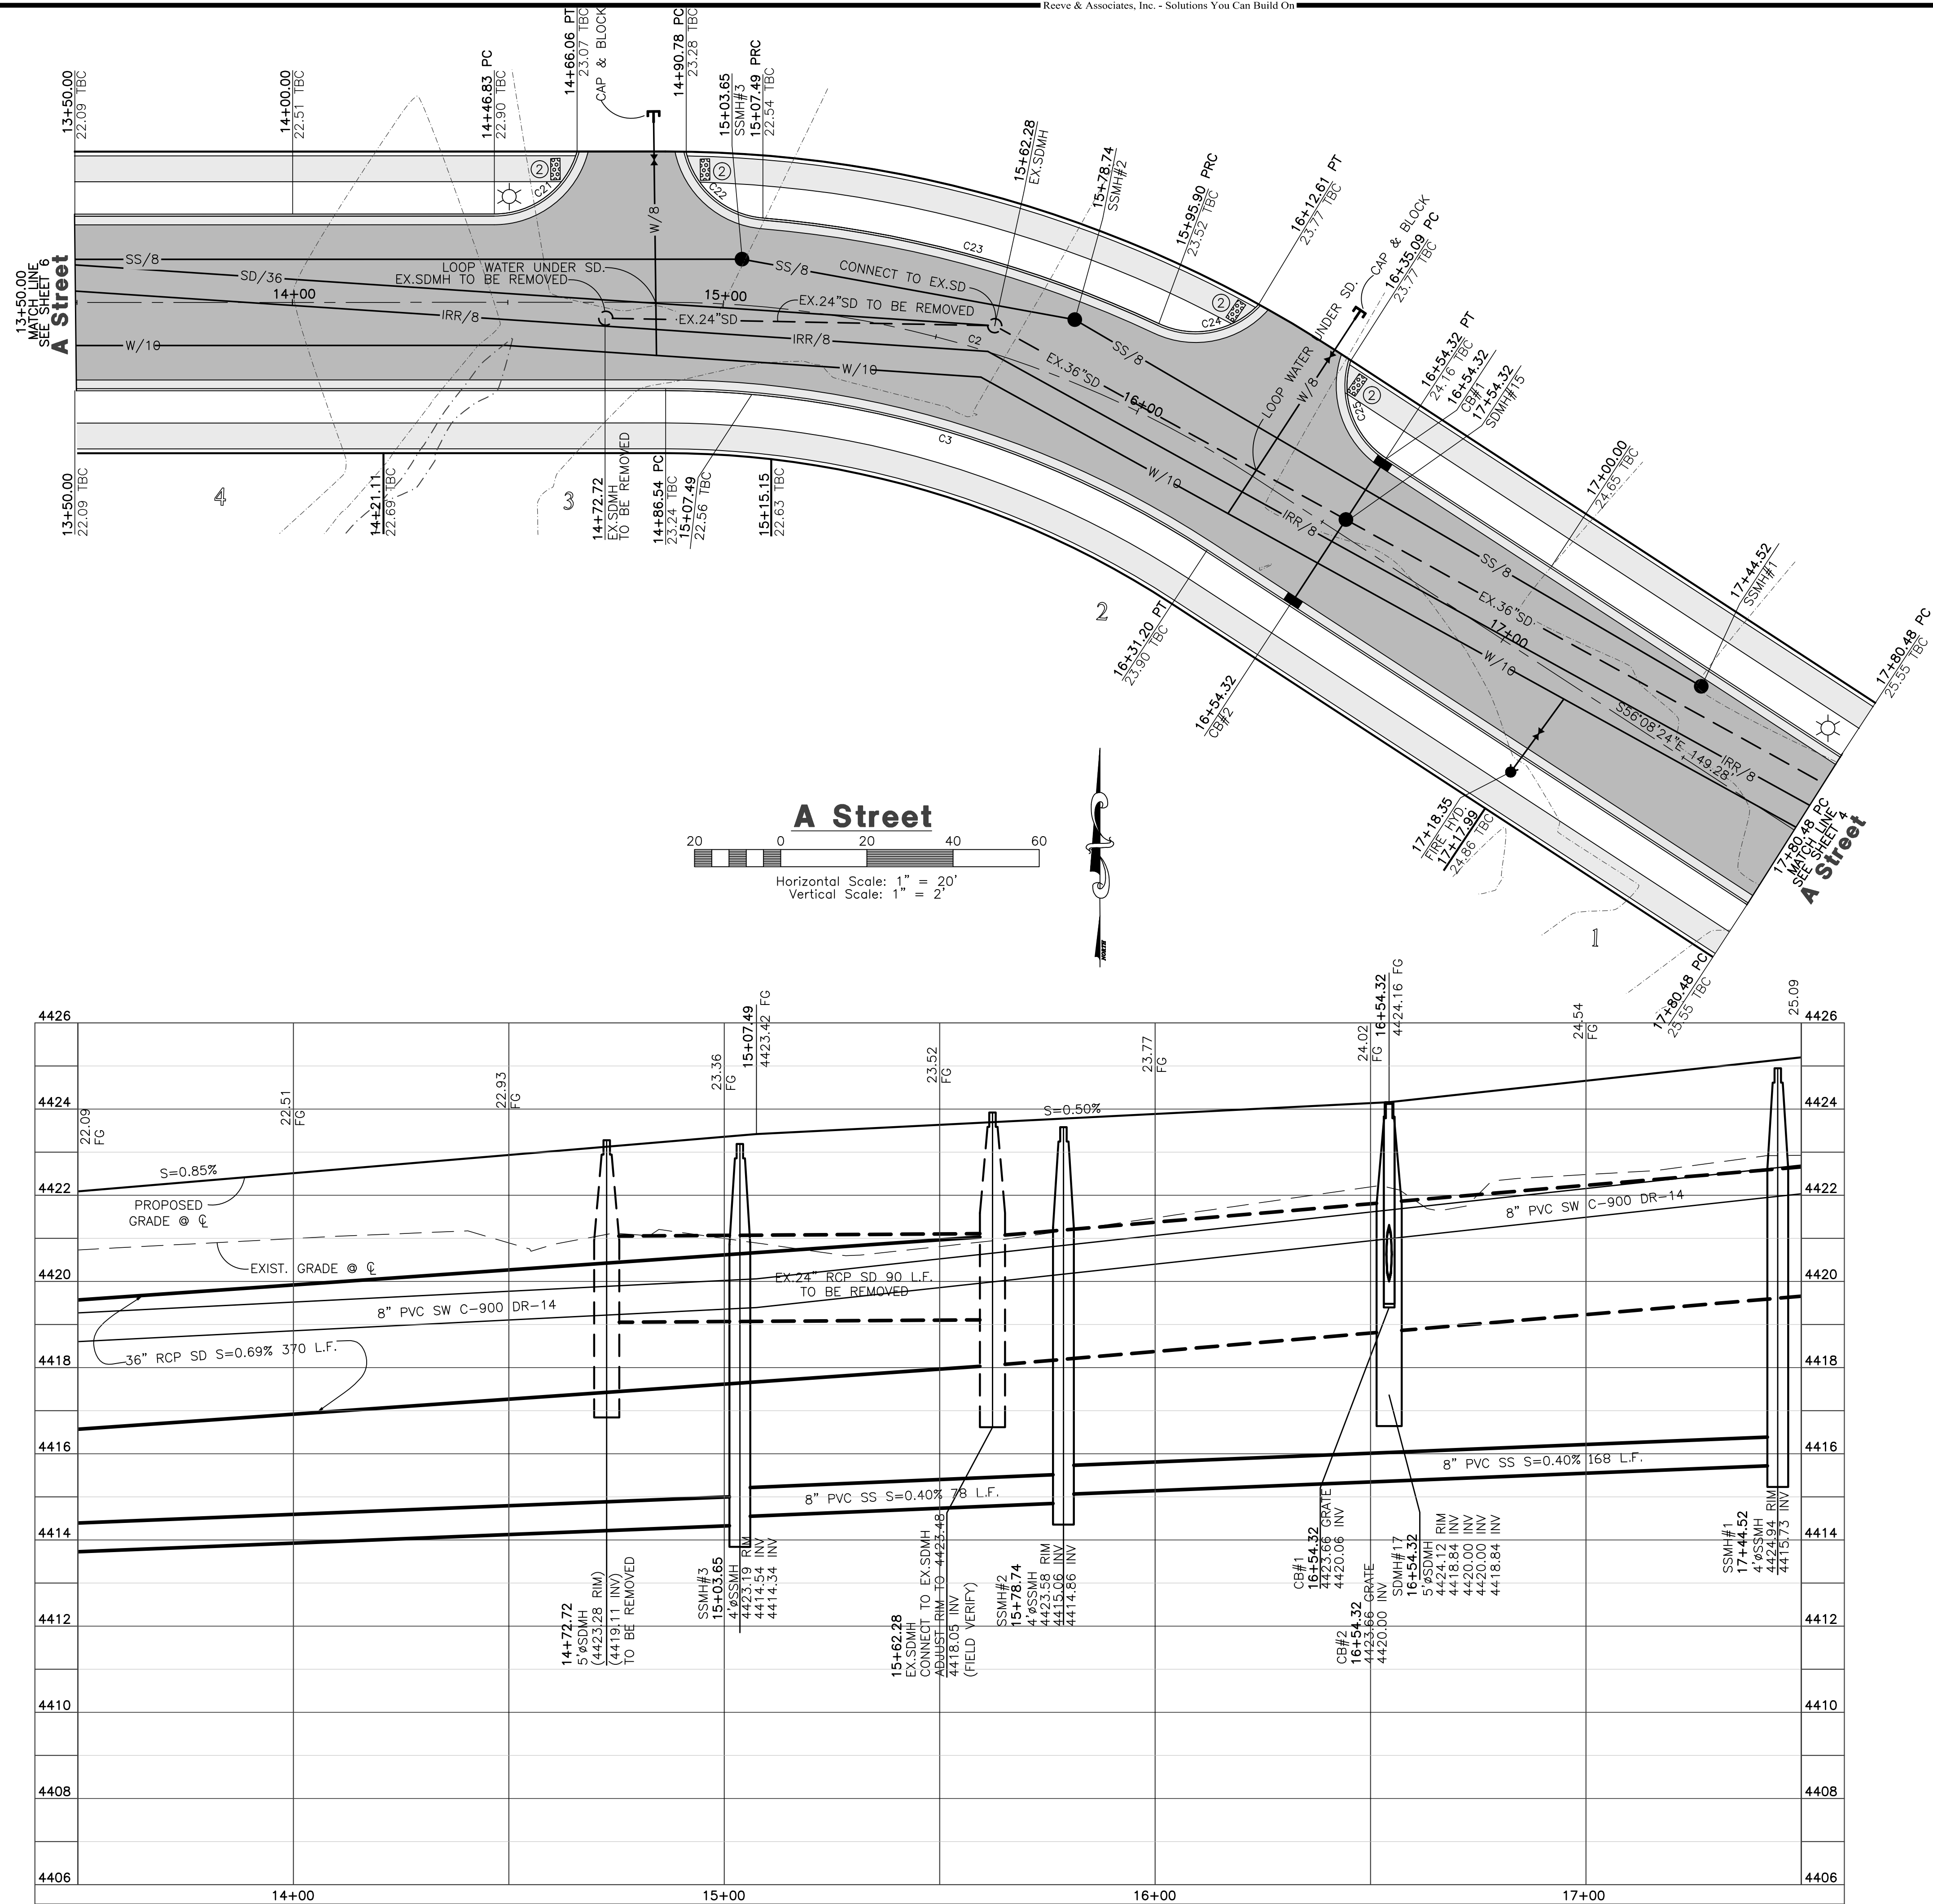 Reeve & Associates, Inc. - Solutions You Can Build On
13+50.00
22.09 TBC
14+00.00
22.51 TBC
14+46.83 PC
22.90 TBC
14+66.06 PT
23.07 TBC
CAP & BLOCK
14+90.78 PC
23.28 TBC
15+03.65
SSMH#3
15+07.49 PRC
22.54 TBC
15+62.28
EX.SDMH
15+78.74
SSMH#2
15+95.90 PRC
23.52 TBC
16+12.61 PT
23.77 TBC
CAP & BLOCK
16+35.09 PC
23.77 TBC
16+54.32 PT
24.16 TBC
16+54.32
CB#1
17+54.32
SDMH#15
17+00.00
24.65 TBC
17+44.52
SSMH#1
17+80.48 PC
25.55 TBC
2
C21
2
C22
C23
2
C24
2
C25
13+50.00
MATCH LINE
SEE SHEET 6
A Street
SS/8
SD/36
14+00
IRR/8
W/10
LOOP WATER UNDER SD.
EX.SDMH TO BE REMOVED
W/8
SS/8
CONNECT TO EX.SD
15+00
EX.24"SD TO BE REMOVED
EX.24"SD
IRR/8
W/10
C2
C3
EX.36"SD
SS/8
16+00
W/10
LOOP WATER UNDER SD.
W/8
IRR/8
SS/8
EX.36"SD
17+00
W/10
S56°08'24"E 149.28'
IRR/8
17+80.48 PC
MATCH LINE
SEE SHEET 4
A Street
13+50.00
22.09 TBC
4
14+21.11
22.69 TBC
3
14+72.72
EX.SDMH
TO BE REMOVED
14+86.54 PC
23.24 TBC
15+07.49
22.56 TBC
15+15.15
22.63 TBC
2
16+31.20 PT
23.90 TBC
16+54.32
CB#2
17+18.35
FIRE HYD.
17+17.99
24.86 TBC
1
17+80.48 PC
25.55 TBC
A Street
20 0 20 40 60
Horizontal Scale: 1" = 20'
Vertical Scale: 1" = 2'
NORTH
4426
4424
4422
4420
4418
4416
4414
4412
4410
4408
4406
22.09
FG
22.51
FG
22.93
FG
23.36
FG
15+07.49
4423.42 FG
23.52
FG
23.77
FG
24.02
FG
16+54.32
4424.16 FG
24.54
FG
25.09
S=0.85%
S=0.50%
PROPOSED
GRADE @ ℄
EXIST. GRADE @ ℄
8" PVC SW C-900 DR-14
8" PVC SW C-900 DR-14
EX.24" RCP SD 90 L.F.
TO BE REMOVED
36" RCP SD S=0.69% 370 L.F.
8" PVC SS S=0.40% 78 L.F.
8" PVC SS S=0.40% 168 L.F.
14+72.72
5'øSDMH
(4423.28 RIM)
(4419.11 INV)
TO BE REMOVED
SSMH#3
15+03.65
4'øSSMH
4423.19 RIM
4414.54 INV
4414.34 INV
15+62.28
EX.SDMH
CONNECT TO EX.SDMH
ADJUST RIM TO 4423.48
4418.05 INV
(FIELD VERIFY)
SSMH#2
15+78.74
4'øSSMH
4423.58 RIM
4415.06 INV
4414.86 INV
CB#1
16+54.32
4423.66 GRATE
4420.06 INV
CB#2
16+54.32
4423.66 GRATE
4420.00 INV
SDMH#17
16+54.32
5'øSDMH
4424.12 RIM
4418.84 INV
4420.00 INV
4420.00 INV
4418.84 INV
SSMH#1
17+44.52
4'øSSMH
4424.94 RIM
4415.73 INV
4426
4424
4422
4420
4418
4416
4414
4412
4410
4408
4406
14+00
15+00
16+00
17+00